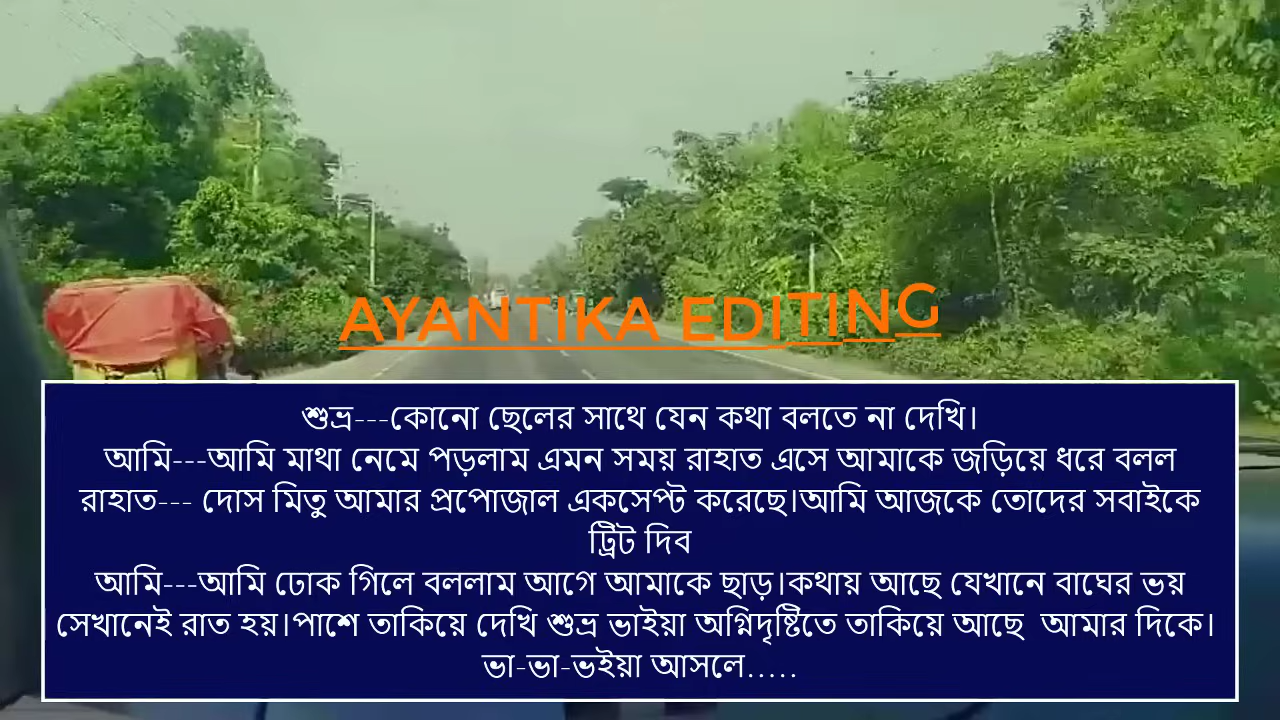 AYANTIKA EDITING
শুভ্র---কোনো ছেলের সাথে যেন কথা বলতে না দেখি।
আমি---আমি মাথা নেমে পড়লাম এমন সময় রাহাত এসে আমাকে জড়িয়ে ধরে বলল
রাহাত--- দোস মিতু আমার প্রপোজাল একসেপ্ট করেছে।আমি আজকে তোদের সবাইকে
ট্রিট দিব
আমি---আমি ঢোক গিলে বললাম আগে আমাকে ছাড়।কথায় আছে যেখানে বাঘের ভয়
সেখানেই রাত হয়।পাশে তাকিয়ে দেখি শুভ্র ভাইয়া অগ্নিদৃষ্টিতে তাকিয়ে আছে  আমার দিকে।
ভা-ভা-ভইয়া আসলে.....